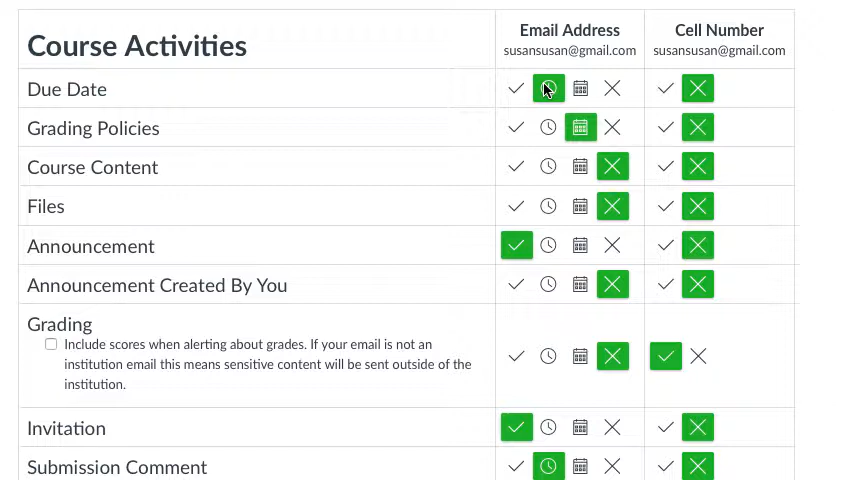 Course Activities
Email Address
susansusan@gmail.com
Cell Number
susansusan@gmail.com
Due Date
Grading Policies
Course Content
Files
Announcement
Announcement Created By You
Grading
Include scores when alerting about grades. If your email is not an
institution email this means sensitive content will be sent outside of the
institution.
Invitation
Submission Comment